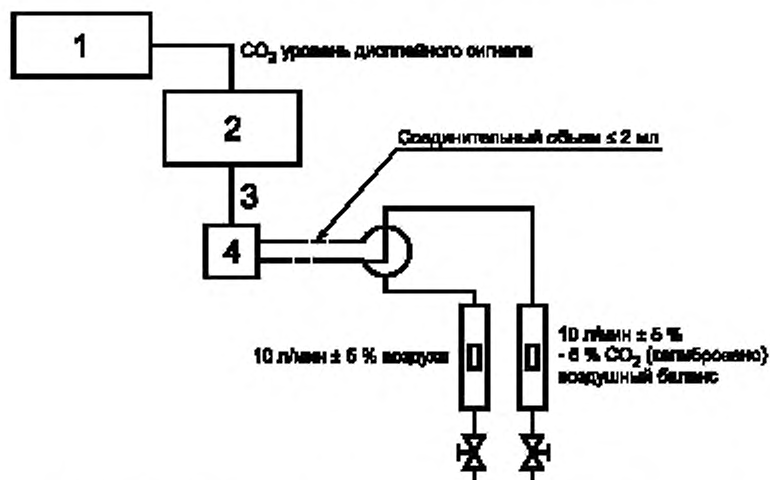 1
CO₂ уровень дисплейного сигнала
2
Соединительный объем ≤ 2 мл
3
4
10 л/мин ± 5 %
10 л/мин ± 5 % воздуха
- 5 % CO₂ (калибровано)
воздушный баланс